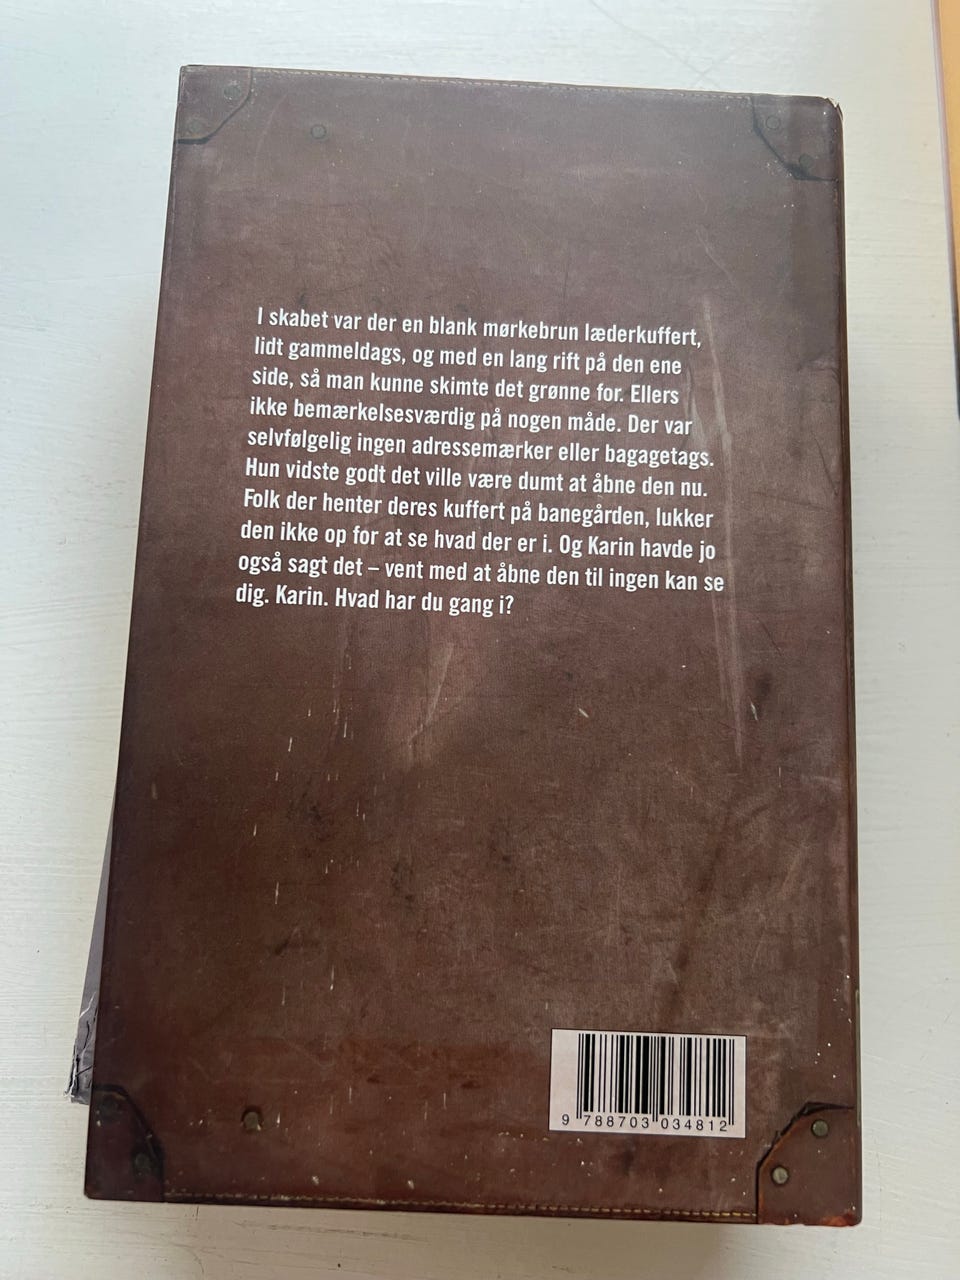 I skabet var der en blank mørkebrun læderkuffert,
lidt gammeldags, og med en lang rift på den ene
side, så man kunne skimte det grønne for. Ellers
ikke bemærkelsesværdig på nogen måde. Der var
selvfølgelig ingen adressemærker eller bagagetags.
Hun vidste godt det ville være dumt at åbne den nu.
Folk der henter deres kuffert på banegården, lukker
den ikke op for at se hvad der er i. Og Karin havde jo
også sagt det – vent med at åbne den til ingen kan se
dig. Karin. Hvad har du gang i?
9 788703 034812